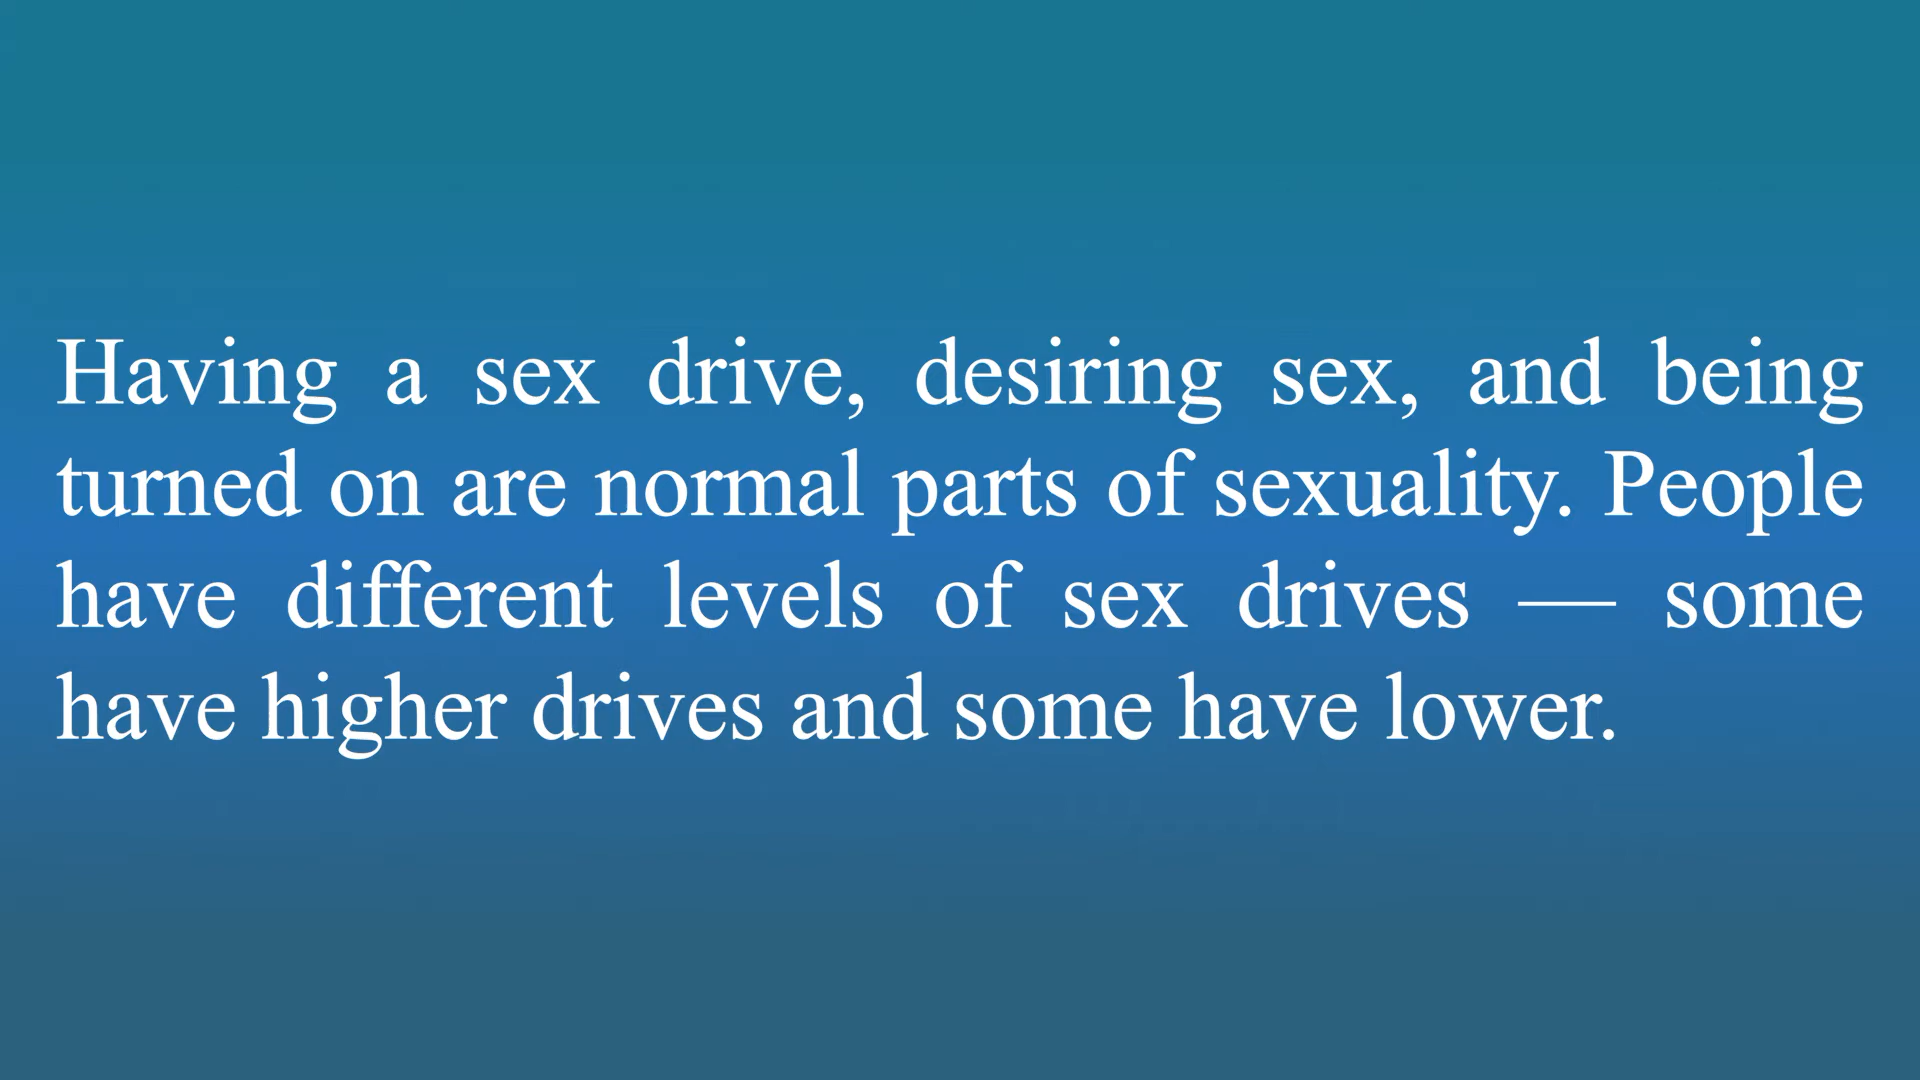 Having a sex drive, desiring sex, and being
turned on are normal parts of sexuality. People
have different levels of sex drives — some
have higher drives and some have lower.